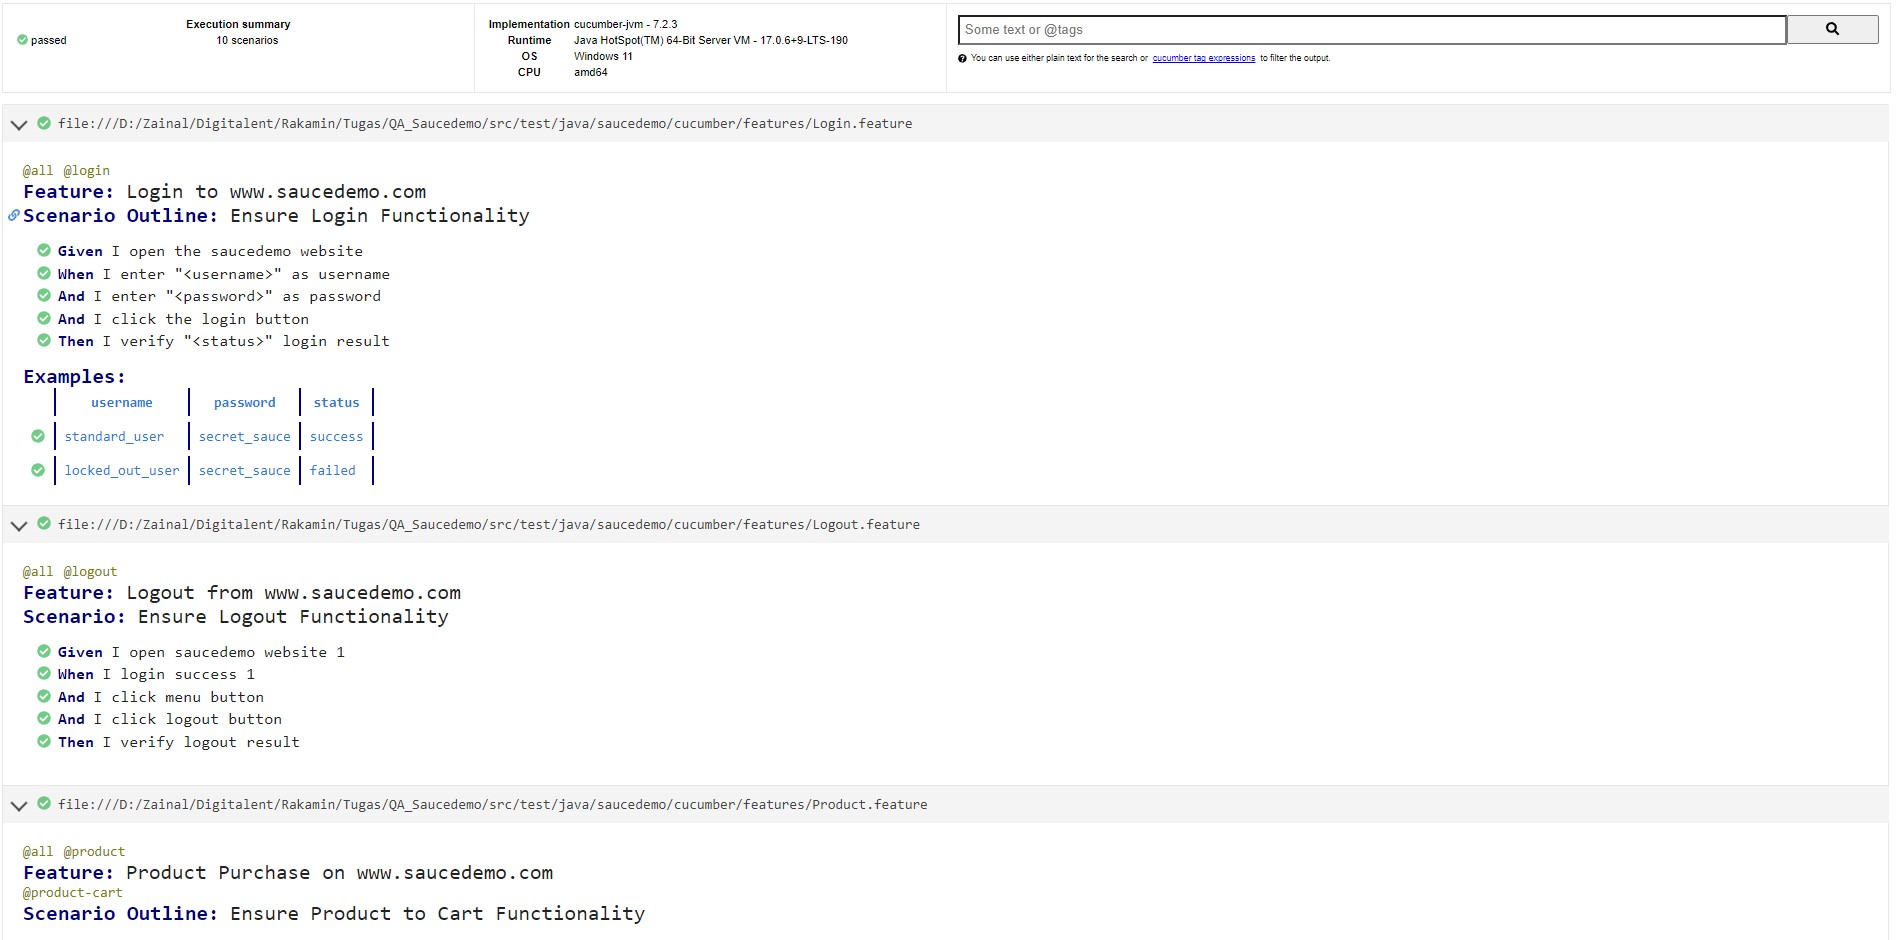 Execution summary
passed
10 scenarios
Implementation cucumber-jvm - 7.2.3
Runtime Java HotSpot(TM) 64-Bit Server VM - 17.0.6+9-LTS-190
OS Windows 11
CPU amd64
Some text or @tags
You can use either plain text for the search or cucumber tag expressions to filter the output.
file:///D:/Zainal/Digitalent/Rakamin/Tugas/QA_Saucedemo/src/test/java/saucedemo/cucumber/features/Login.feature
@all @login
Feature: Login to www.saucedemo.com
Scenario Outline: Ensure Login Functionality
Given I open the saucedemo website
When I enter "<username>" as username
And I enter "<password>" as password
And I click the login button
Then I verify "<status>" login result
Examples:
username password status
standard_user secret_sauce success
locked_out_user secret_sauce failed
file:///D:/Zainal/Digitalent/Rakamin/Tugas/QA_Saucedemo/src/test/java/saucedemo/cucumber/features/Logout.feature
@all @logout
Feature: Logout from www.saucedemo.com
Scenario: Ensure Logout Functionality
Given I open saucedemo website 1
When I login success 1
And I click menu button
And I click logout button
Then I verify logout result
file:///D:/Zainal/Digitalent/Rakamin/Tugas/QA_Saucedemo/src/test/java/saucedemo/cucumber/features/Product.feature
@all @product
Feature: Product Purchase on www.saucedemo.com
@product-cart
Scenario Outline: Ensure Product to Cart Functionality